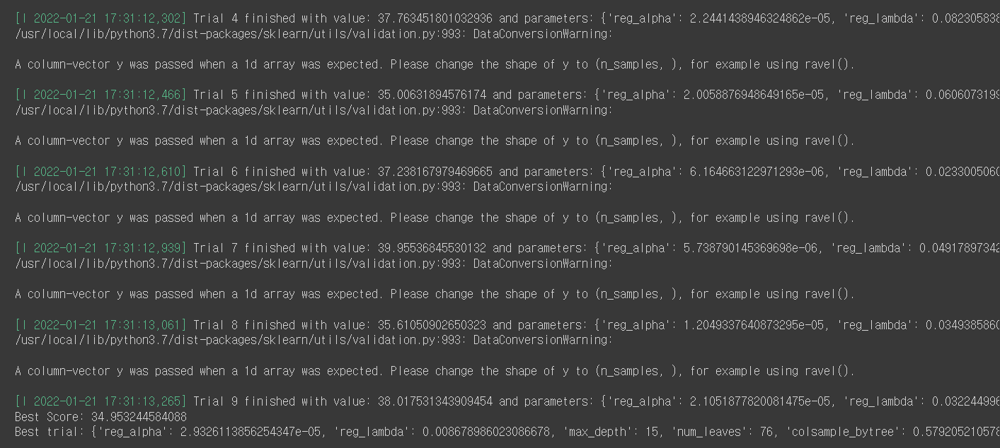 [I 2022-01-21 17:31:12,302] Trial 4 finished with value: 37.763451801032936 and parameters: {'reg_alpha': 2.2441438946324862e-05, 'reg_lambda': 0.082305838
/usr/local/lib/python3.7/dist-packages/sklearn/utils/validation.py:993: DataConversionWarning:
A column-vector y was passed when a 1d array was expected. Please change the shape of y to (n_samples, ), for example using ravel().
[I 2022-01-21 17:31:12,466] Trial 5 finished with value: 35.00631894576174 and parameters: {'reg_alpha': 2.0058876948649165e-05, 'reg_lambda': 0.0606073199
/usr/local/lib/python3.7/dist-packages/sklearn/utils/validation.py:993: DataConversionWarning:
A column-vector y was passed when a 1d array was expected. Please change the shape of y to (n_samples, ), for example using ravel().
[I 2022-01-21 17:31:12,610] Trial 6 finished with value: 37.238167979469665 and parameters: {'reg_alpha': 6.164663122971293e-06, 'reg_lambda': 0.0233005060
/usr/local/lib/python3.7/dist-packages/sklearn/utils/validation.py:993: DataConversionWarning:
A column-vector y was passed when a 1d array was expected. Please change the shape of y to (n_samples, ), for example using ravel().
[I 2022-01-21 17:31:12,939] Trial 7 finished with value: 39.95536845530132 and parameters: {'reg_alpha': 5.738790145369698e-06, 'reg_lambda': 0.0491789734​2
/usr/local/lib/python3.7/dist-packages/sklearn/utils/validation.py:993: DataConversionWarning:
A column-vector y was passed when a 1d array was expected. Please change the shape of y to (n_samples, ), for example using ravel().
[I 2022-01-21 17:31:13,061] Trial 8 finished with value: 35.61050902650323 and parameters: {'reg_alpha': 1.2049337640873295e-05, 'reg_lambda': 0.0349385860
/usr/local/lib/python3.7/dist-packages/sklearn/utils/validation.py:993: DataConversionWarning:
A column-vector y was passed when a 1d array was expected. Please change the shape of y to (n_samples, ), for example using ravel().
[I 2022-01-21 17:31:13,265] Trial 9 finished with value: 38.017531343909454 and parameters: {'reg_alpha': 2.1051877820081475e-05, 'reg_lambda': 0.032244996
Best Score: 34.953244584088
Best trial: {'reg_alpha': 2.9326113856254347e-05, 'reg_lambda': 0.008678986023086678, 'max_depth': 15, 'num_leaves': 76, 'colsample_bytree': 0.579205210578